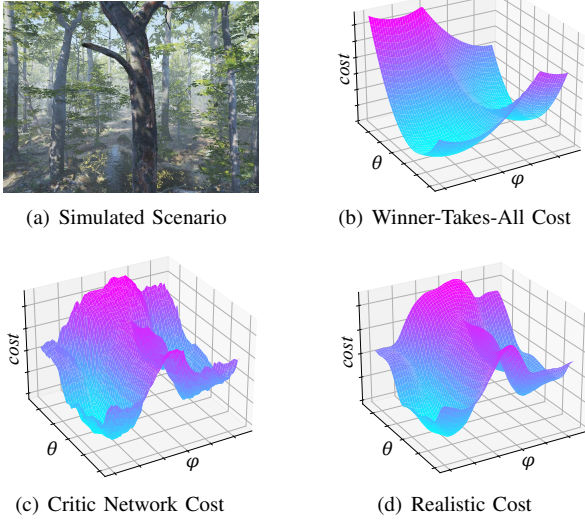 cost
θ
φ
(a) Simulated Scenario
(b) Winner-Takes-All Cost
cost
θ
φ
cost
θ
φ
(c) Critic Network Cost
(d) Realistic Cost